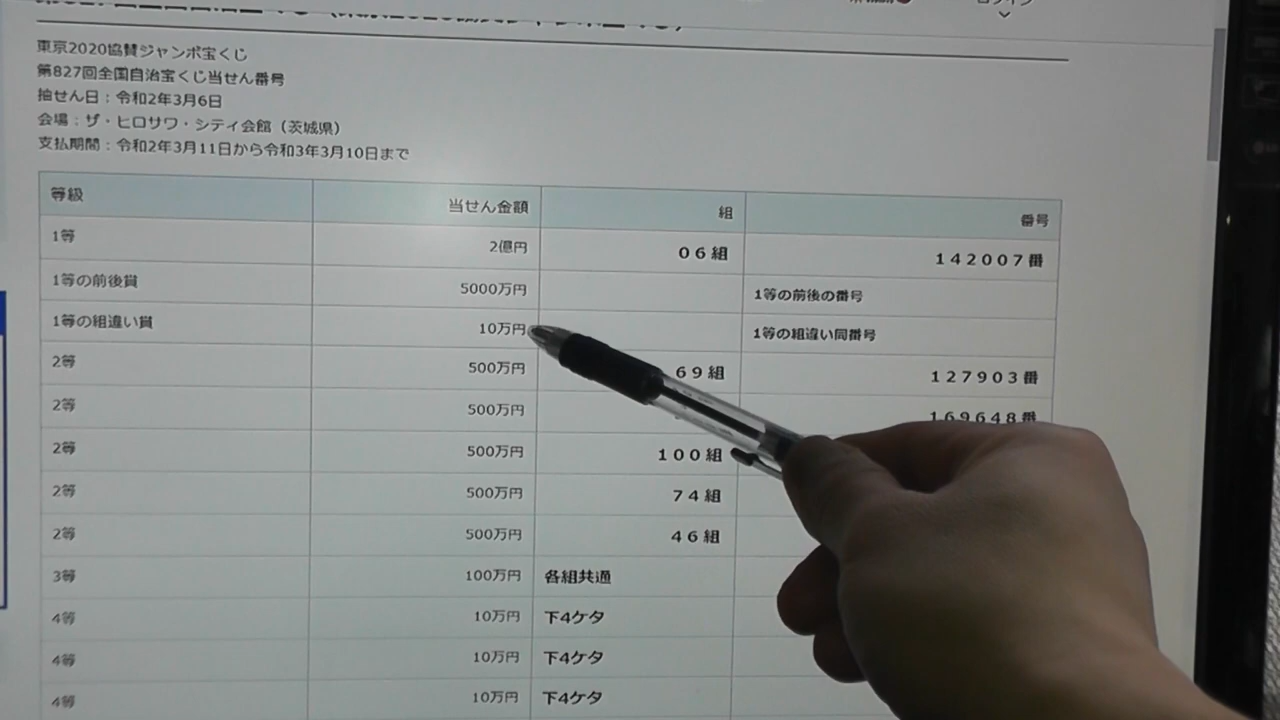 東京2020協賛ジャンボ宝くじ
第827回全国自治宝くじ当せん番号
抽せん日：令和2年3月6日
会場：ザ・ヒロサワ・シティ会館（茨城県）
支払期間：令和2年3月11日から令和3年3月10日まで
等級 当せん金額 組 番号
1等 2億円 06組 142007番
1等の前後賞 5000万円 1等の前後の番号
1等の組違い賞 10万円 1等の組違い同番号
2等 500万円 69組 127903番
2等 500万円 169648番
2等 500万円 100組
2等 500万円 74組
2等 500万円 46組
3等 100万円 各組共通
4等 10万円 下4ケタ
4等 10万円 下4ケタ
4等 10万円 下4ケタ